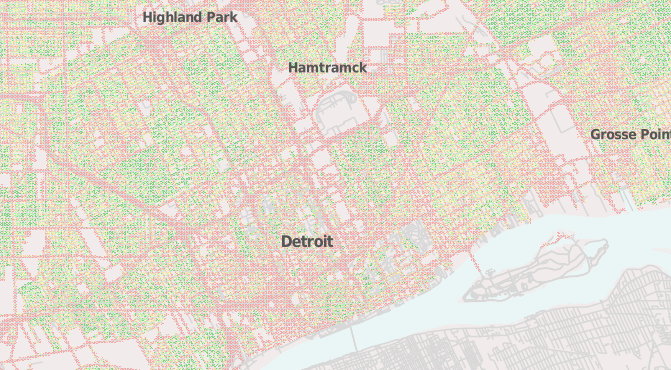 Highland Park
Hamtramck
Grosse Poin
Detroit